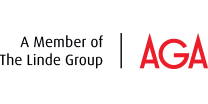 A Member of
The Linde Group
AGA